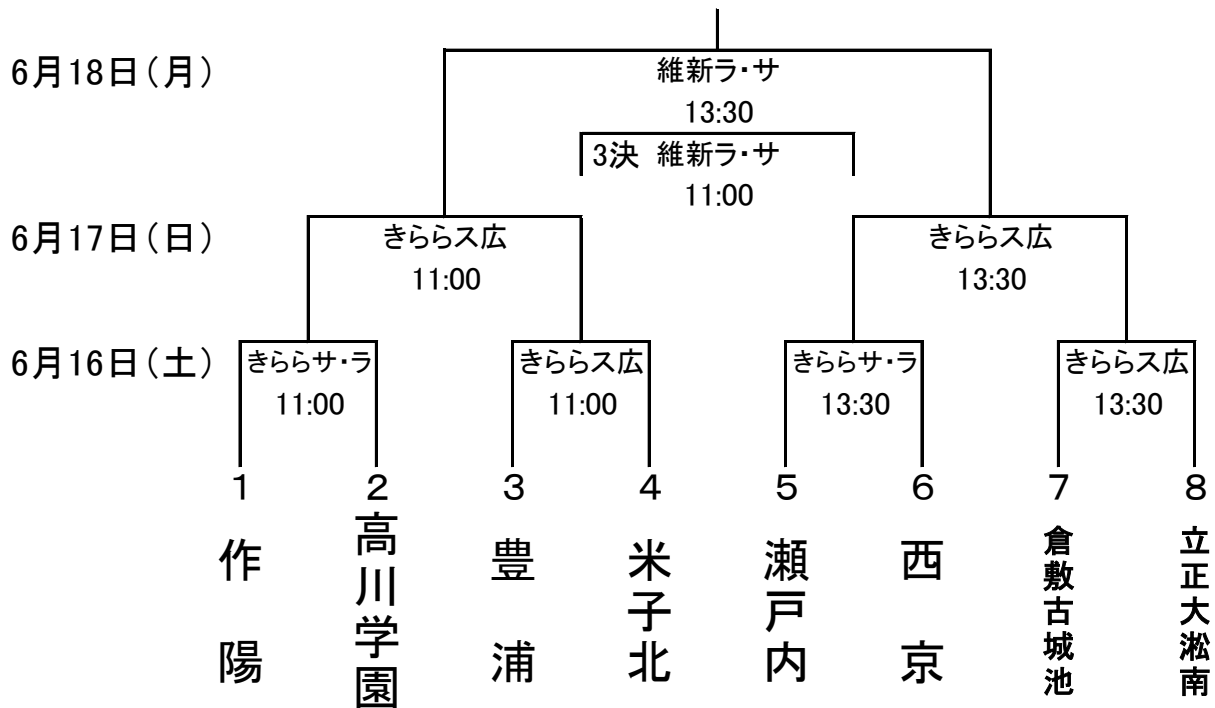 6月18日（月）
維新ラ・サ
13:30
3決 維新ラ・サ
11:00
6月17日（日）
きららス広
11:00
きららス広
13:30
6月16日（土）
きららサ・ラ
11:00
きららス広
11:00
きららサ・ラ
13:30
きららス広
13:30
1
2
3
4
5
6
7
8
作陽
高川学園
豊浦
米子北
瀬戸内
西京
倉敷古城池
立正大淞南